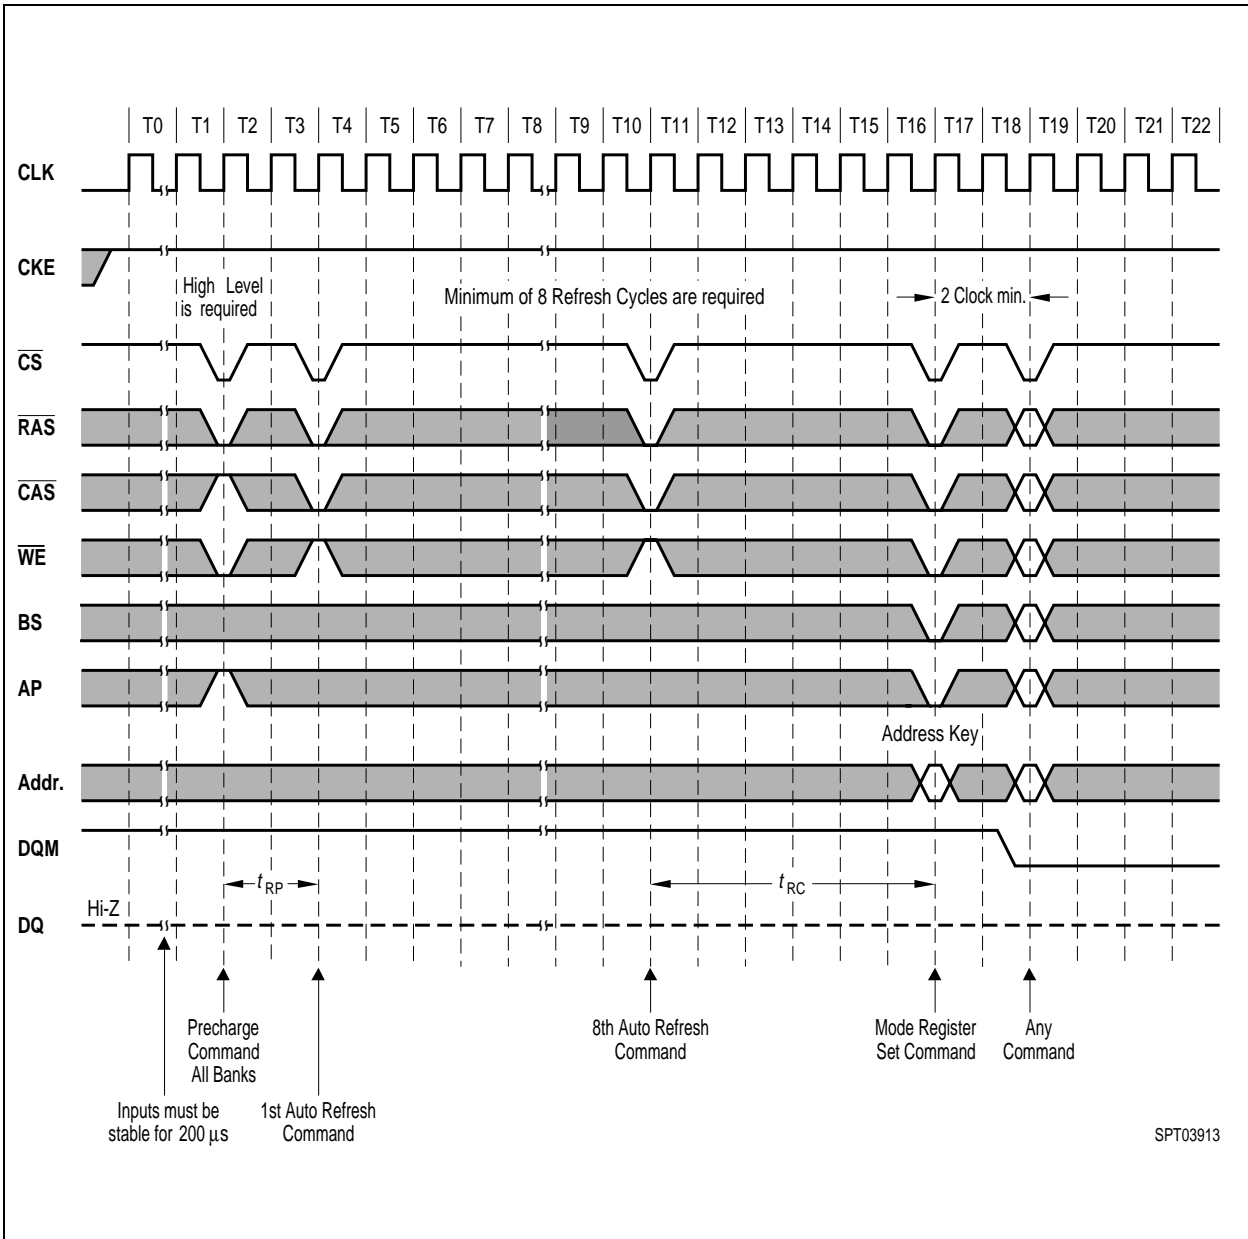 T0 T1 T2 T3 T4 T5 T6 T7 T8 T9 T10 T11 T12 T13 T14 T15 T16 T17 T18 T19 T20 T21 T22
CLK
CKE
High Level
is required
Minimum of 8 Refresh Cycles are required
2 Clock min.
CS
RAS
CAS
WE
BS
AP
Address Key
Addr.
DQM
tRP
tRC
Hi-Z
DQ
Precharge
Command
All Banks
8th Auto Refresh
Command
Mode Register
Set Command
Any
Command
Inputs must be
stable for 200 µs
1st Auto Refresh
Command
SPT03913